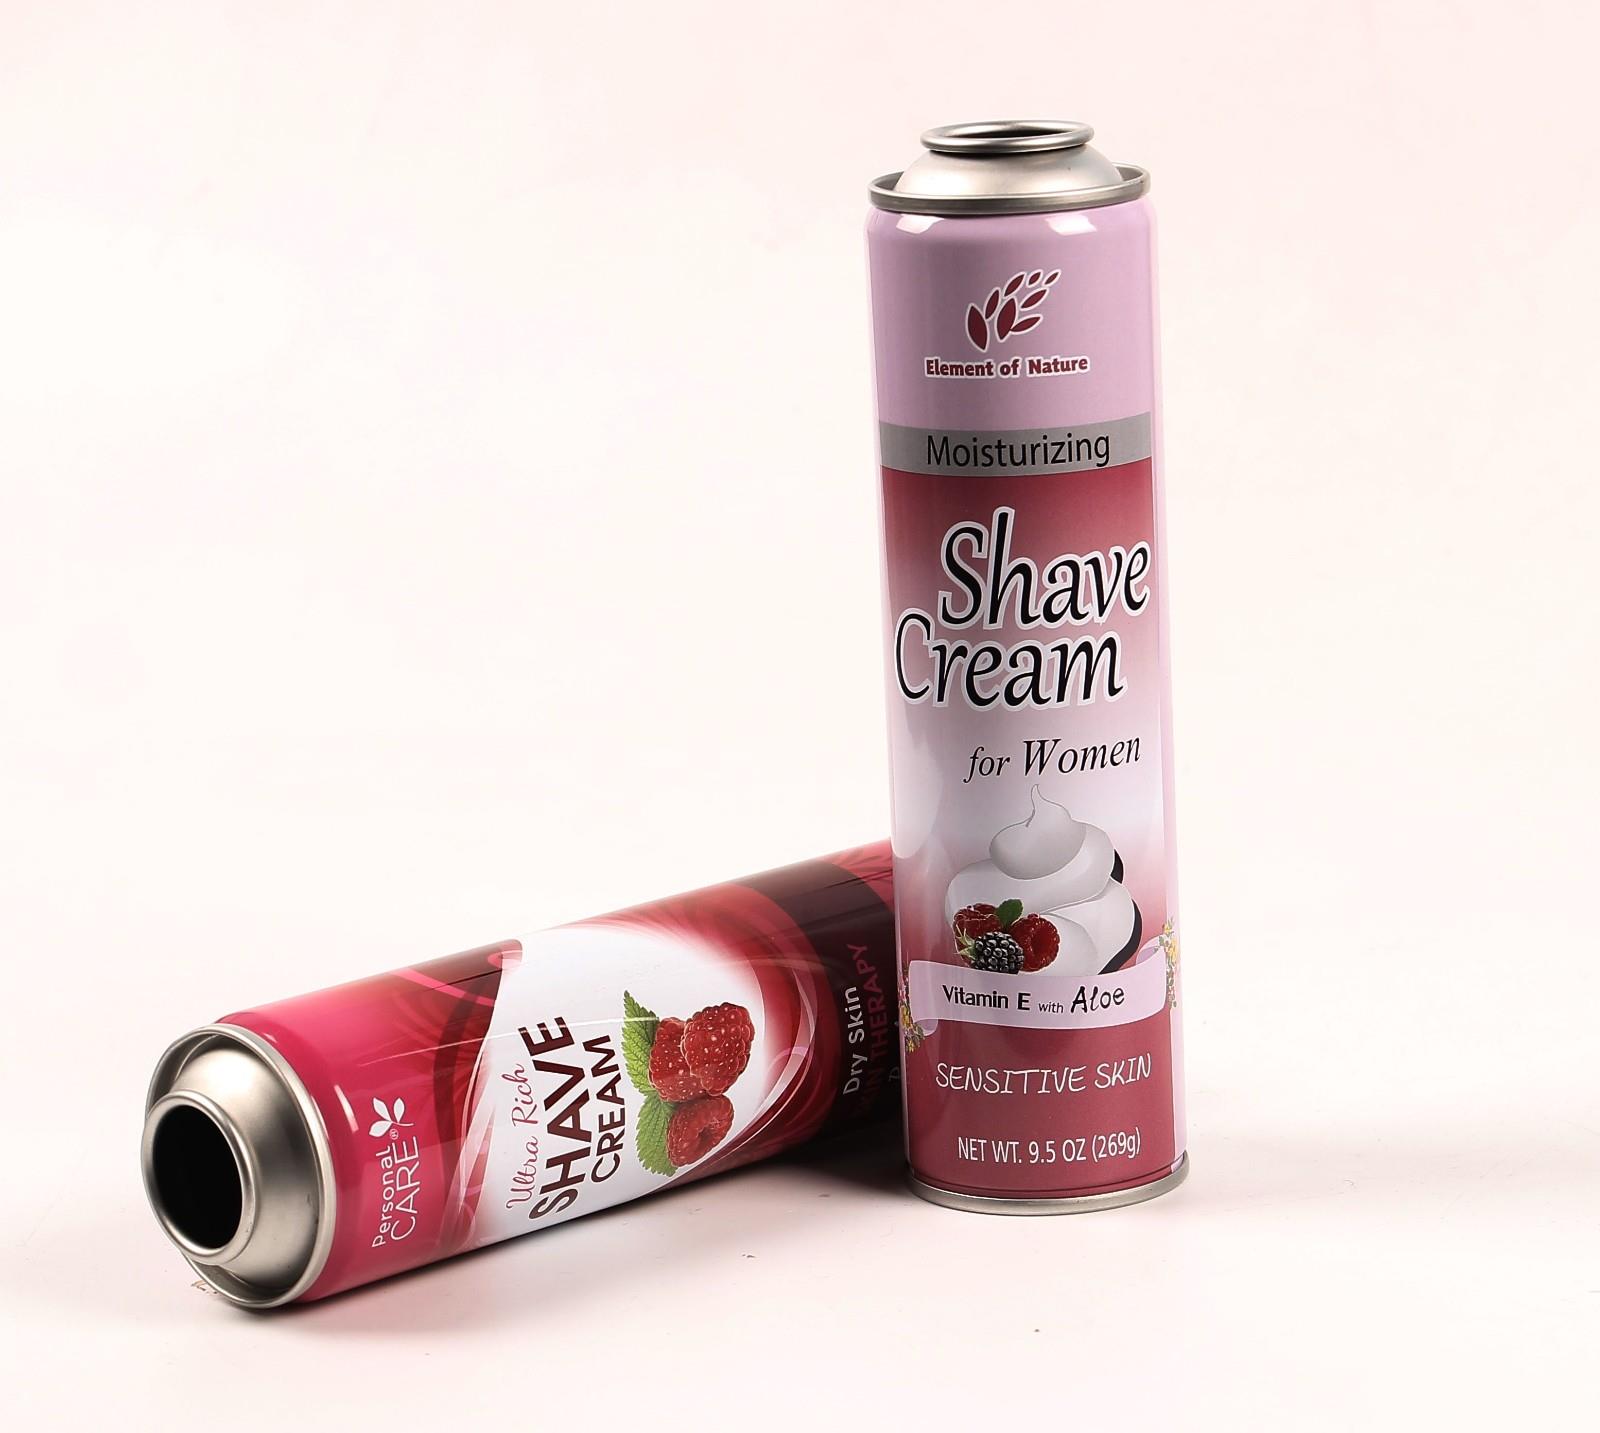 Element of Nature
Moisturizing
Shave
Cream
for Women
Vitamin E with Aloe
SENSITIVE SKIN
NET WT. 9.5 OZ (269g)
Personal
CARE®
Ultra Rich
SHAVE
CREAM
Dry Skin
THERAPY